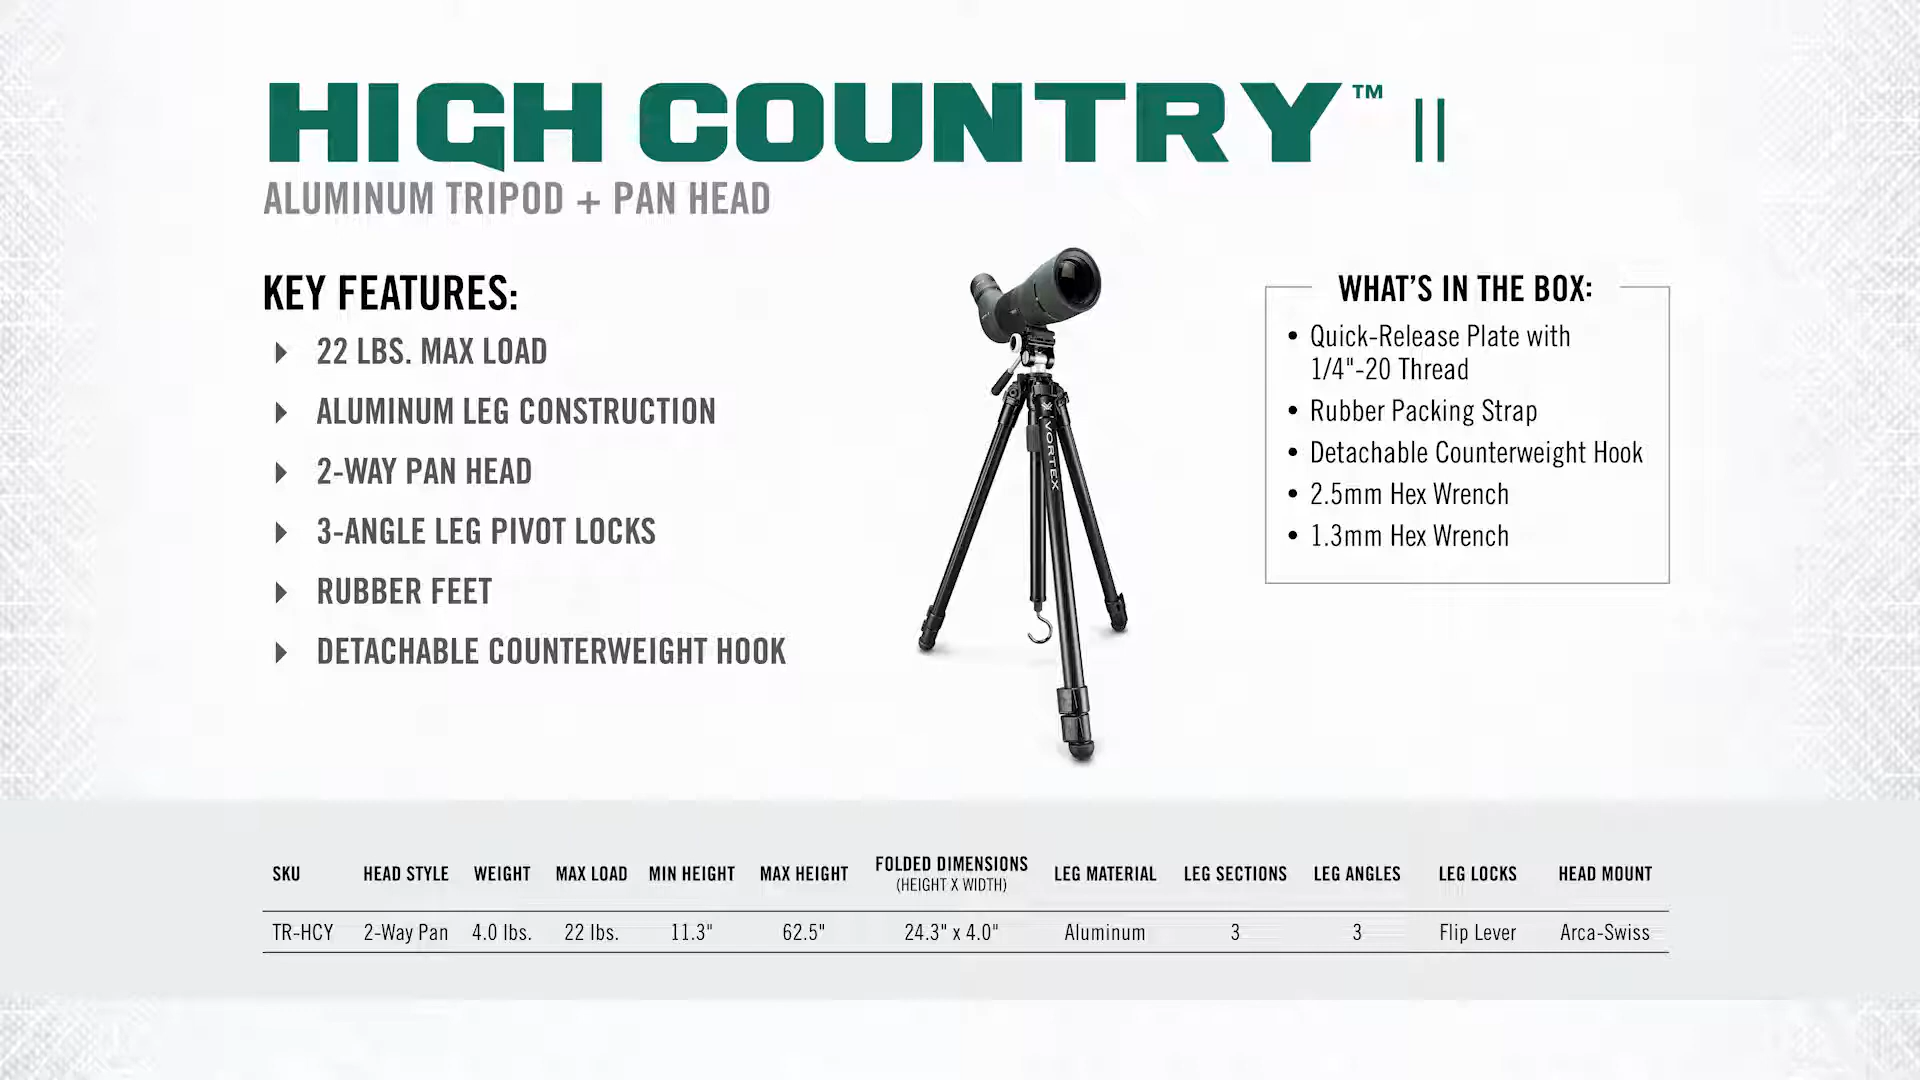 HIGH COUNTRY™ II
ALUMINUM TRIPOD + PAN HEAD
KEY FEATURES:
22 LBS. MAX LOAD
ALUMINUM LEG CONSTRUCTION
2-WAY PAN HEAD
3-ANGLE LEG PIVOT LOCKS
RUBBER FEET
DETACHABLE COUNTERWEIGHT HOOK
VORTEX
WHAT'S IN THE BOX:
• Quick-Release Plate with
1/4"-20 Thread
• Rubber Packing Strap
• Detachable Counterweight Hook
• 2.5mm Hex Wrench
• 1.3mm Hex Wrench
SKU HEAD STYLE WEIGHT MAX LOAD MIN HEIGHT MAX HEIGHT FOLDED DIMENSIONS (HEIGHT X WIDTH) LEG MATERIAL LEG SECTIONS LEG ANGLES LEG LOCKS HEAD MOUNT
TR-HCY 2-Way Pan 4.0 lbs. 22 lbs. 11.3" 62.5" 24.3" x 4.0" Aluminum 3 3 Flip Lever Arca-Swiss